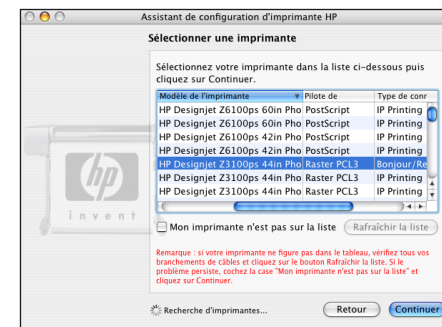 Assistant de configuration d'imprimante HP
Sélectionner une imprimante
Sélectionnez votre imprimante dans la liste ci-dessous puis
cliquez sur Continuer.
Modèle de l'imprimante Pilote de Type de conr
HP Designjet Z6100ps 60in Pho PostScript IP Printing
HP Designjet Z6100ps 60in Pho PostScript IP Printing
HP Designjet Z6100ps 42in Pho PostScript IP Printing
HP Designjet Z6100ps 42in Pho PostScript IP Printing
HP Designjet Z3100ps 44in Pho Raster PCL3 Bonjour/Re
HP Designjet Z3100ps 44in Pho Raster PCL3 IP Printing
HP Designjet Z3100ps 44in Pho Raster PCL3 IP Printing
hp
invent
Mon imprimante n'est pas sur la liste Rafraîchir la liste
Remarque : si votre imprimante ne figure pas dans le tableau, vérifiez tous vos
branchements de câbles et cliquez sur le bouton Rafraîchir la liste. Si le
problème persiste, cochez la case "Mon imprimante n'est pas sur la liste" et
cliquez sur Continuer.
Recherche d'imprimantes... Retour Continuer